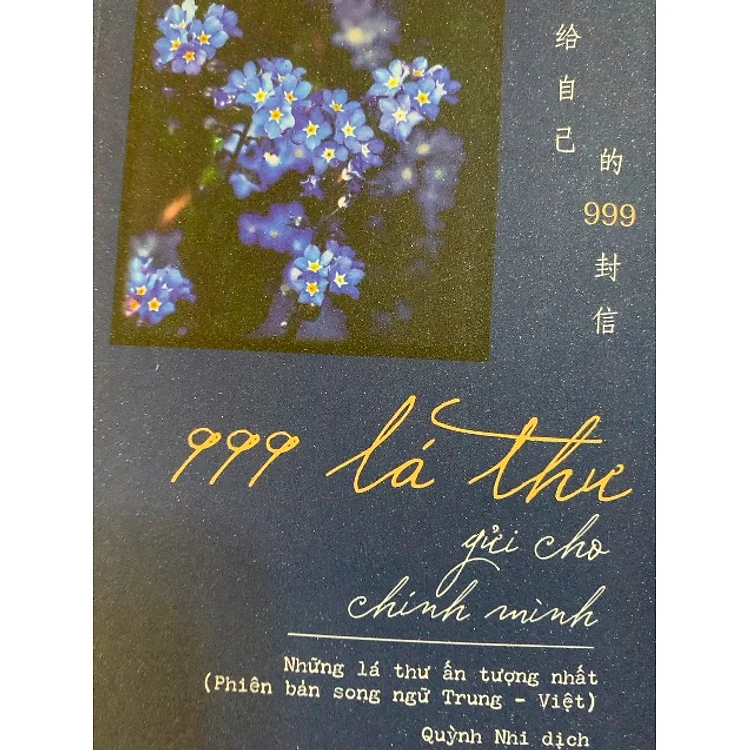 给自己
的999封信
999 lá thư
gửi cho
chính mình
Những lá thư ấn tượng nhất
(Phiên bản song ngữ Trung - Việt)
Quỳnh Nhi dịch